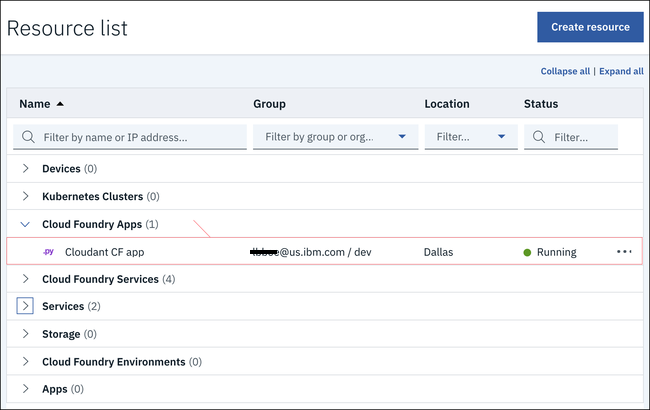 Resource list
Create resource
Collapse all | Expand all
Name Group Location Status
Filter by name or IP address... Filter by group or org... Filter... Filter...
Devices (0)
Kubernetes Clusters (0)
Cloud Foundry Apps (1)
.py Cloudant CF app @us.ibm.com / dev Dallas Running
Cloud Foundry Services (4)
Services (2)
Storage (0)
Cloud Foundry Environments (0)
Apps (0)